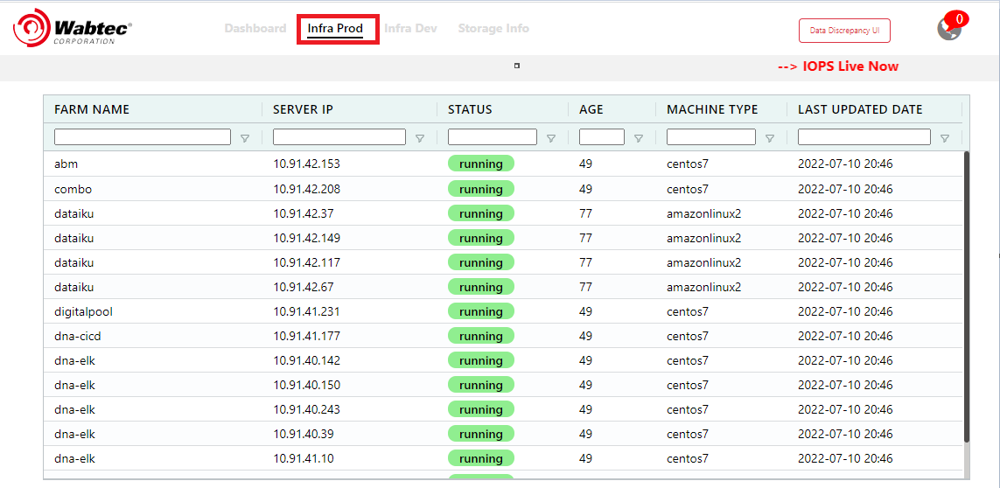 Wabtec®
CORPORATION
Dashboard Infra Prod Infra Dev Storage Info
Data Discrepancy UI
0
--> IOPS Live Now
FARM NAME SERVER IP STATUS AGE MACHINE TYPE LAST UPDATED DATE
abm 10.91.42.153 running 49 centos7 2022-07-10 20:46
combo 10.91.42.208 running 49 centos7 2022-07-10 20:46
dataiku 10.91.42.37 running 77 amazonlinux2 2022-07-10 20:46
dataiku 10.91.42.149 running 77 amazonlinux2 2022-07-10 20:46
dataiku 10.91.42.117 running 77 amazonlinux2 2022-07-10 20:46
dataiku 10.91.42.67 running 77 amazonlinux2 2022-07-10 20:46
digitalpool 10.91.41.231 running 49 centos7 2022-07-10 20:46
dna-cicd 10.91.41.177 running 49 centos7 2022-07-10 20:46
dna-elk 10.91.40.142 running 49 centos7 2022-07-10 20:46
dna-elk 10.91.40.150 running 49 centos7 2022-07-10 20:46
dna-elk 10.91.40.243 running 49 centos7 2022-07-10 20:46
dna-elk 10.91.40.39 running 49 centos7 2022-07-10 20:46
dna-elk 10.91.41.10 running 49 centos7 2022-07-10 20:46